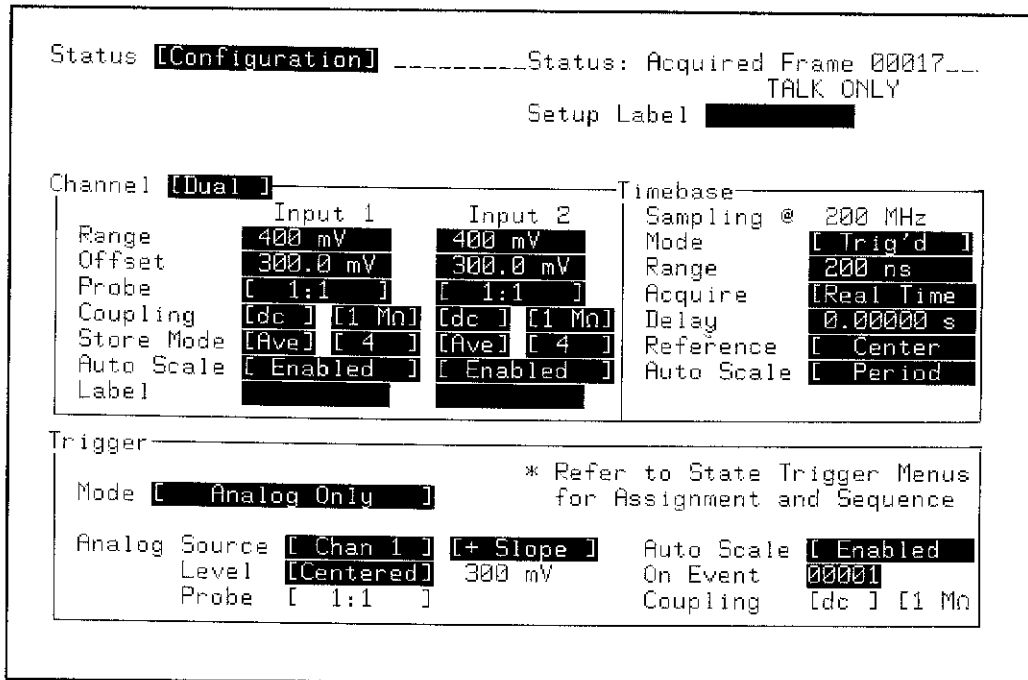 Status [Configuration] _________Status: Acquired Frame 00017___
TALK ONLY
Setup Label
Channel [Dual ] Timebase
Input 1 Input 2 Sampling @ 200 MHz
Range 400 mV 400 mV Mode [ Trig'd ]
Offset 300.0 mV 300.0 mV Range 200 ns
Probe [ 1:1 ] [ 1:1 ] Acquire [Real Time
Coupling [dc ] [1 MΩ] [dc ] [1 MΩ] Delay 0.00000 s
Store Mode [Ave] [ 4 ] [Ave] [ 4 ] Reference [ Center
Auto Scale [ Enabled ] [ Enabled ] Auto Scale [ Period
Label
Trigger
* Refer to State Trigger Menus
Mode [ Analog Only ] for Assignment and Sequence
Analog Source [ Chan 1 ] [+ Slope ] Auto Scale [ Enabled
Level [Centered] 300 mV On Event 00001
Probe [ 1:1 ] Coupling [dc ] [1 MΩ